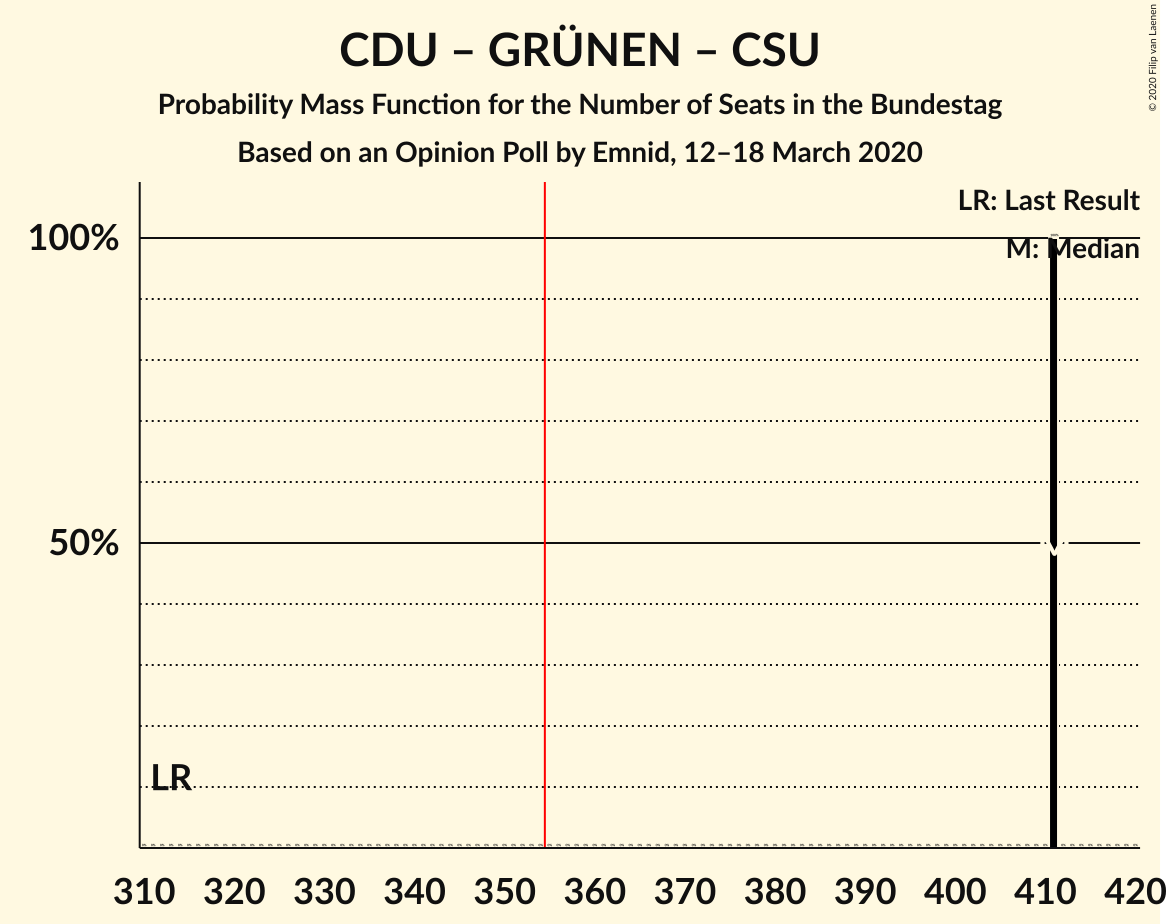 CDU – GRÜNEN – CSU
Probability Mass Function for the Number of Seats in the Bundestag
Based on an Opinion Poll by Emnid, 12–18 March 2020
© 2020 Filip van Laenen
LR: Last Result
M: Median
100%
50%
M
LR
310 320 330 340 350 360 370 380 390 400 410 420